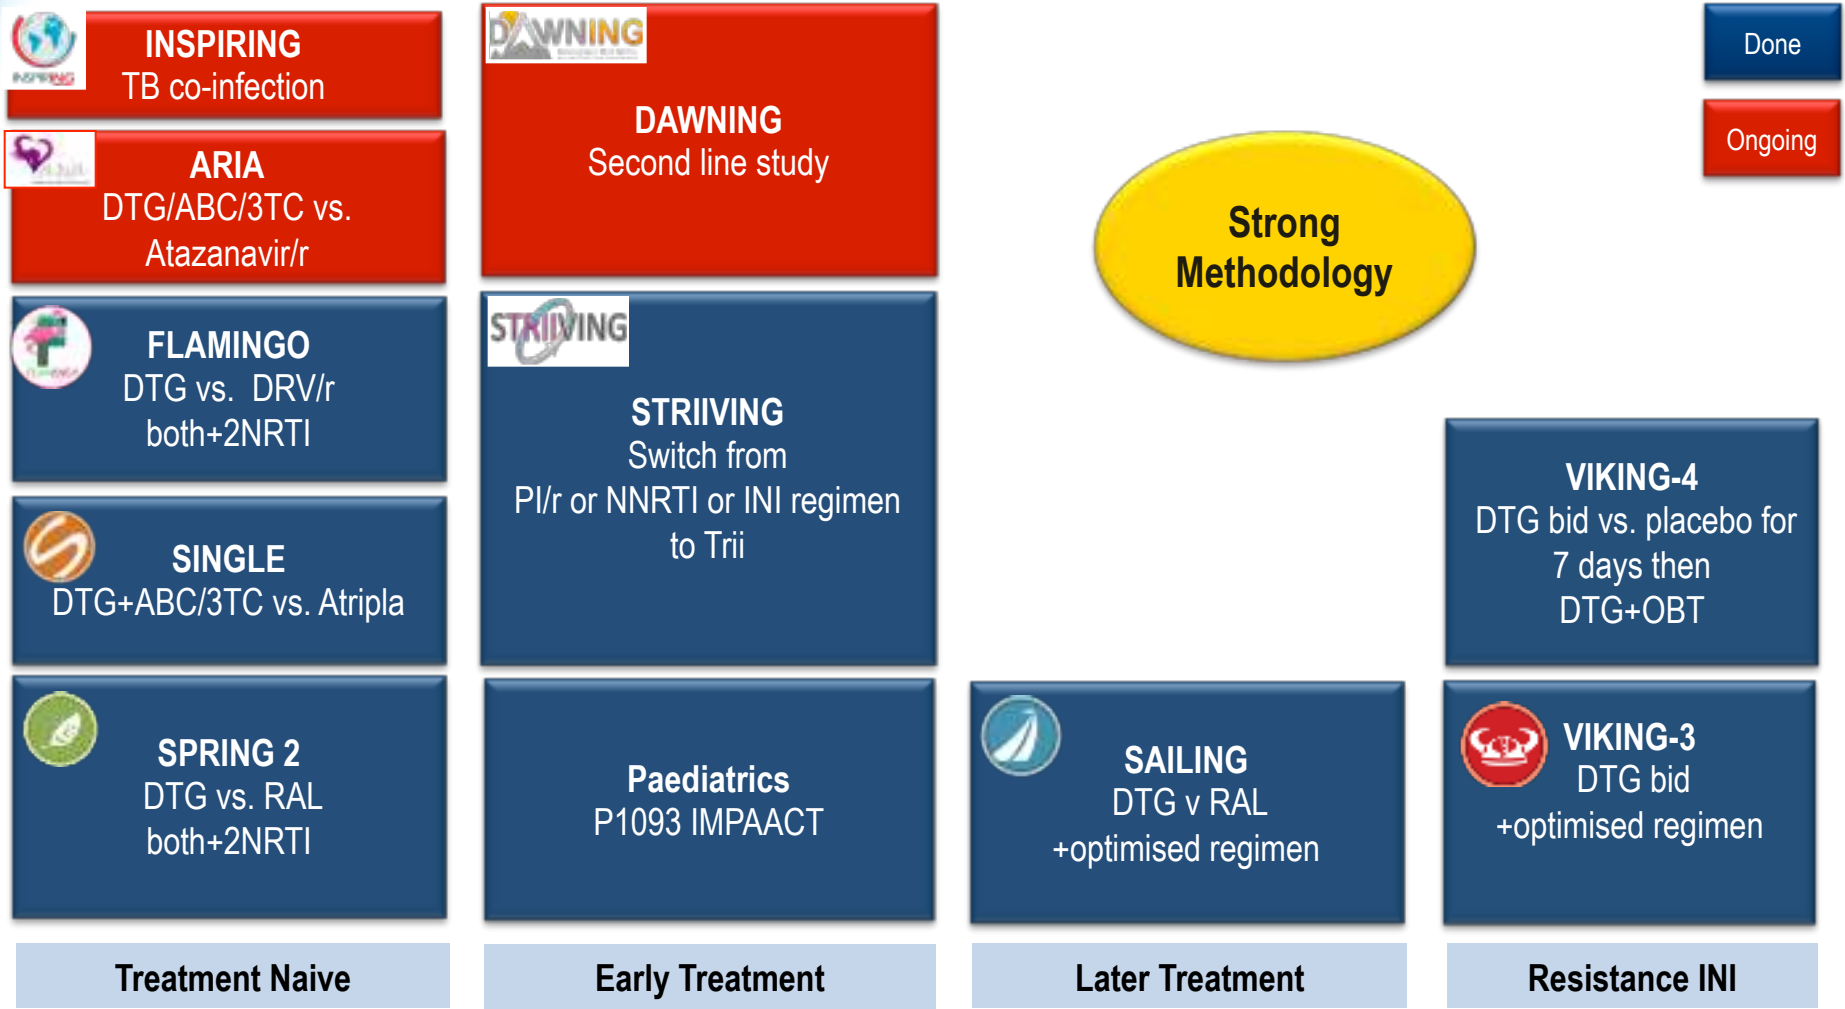 INSPIRING
INSPIRING
TB co-infection
ARIA
DTG/ABC/3TC vs.
Atazanavir/r
FLAMINGO
DTG vs. DRV/r
both+2NRTI
SINGLE
DTG+ABC/3TC vs. Atripla
SPRING 2
DTG vs. RAL
both+2NRTI
Treatment Naive
DAWNING
DAWNING
Second line study
STRIIVING
STRIIVING
Switch from
PI/r or NNRTI or INI regimen
to Trii
Paediatrics
P1093 IMPAACT
Early Treatment
Strong
Methodology
SAILING
DTG v RAL
+optimised regimen
Later Treatment
Done
Ongoing
VIKING-4
DTG bid vs. placebo for
7 days then
DTG+OBT
VIKING-3
DTG bid
+optimised regimen
Resistance INI